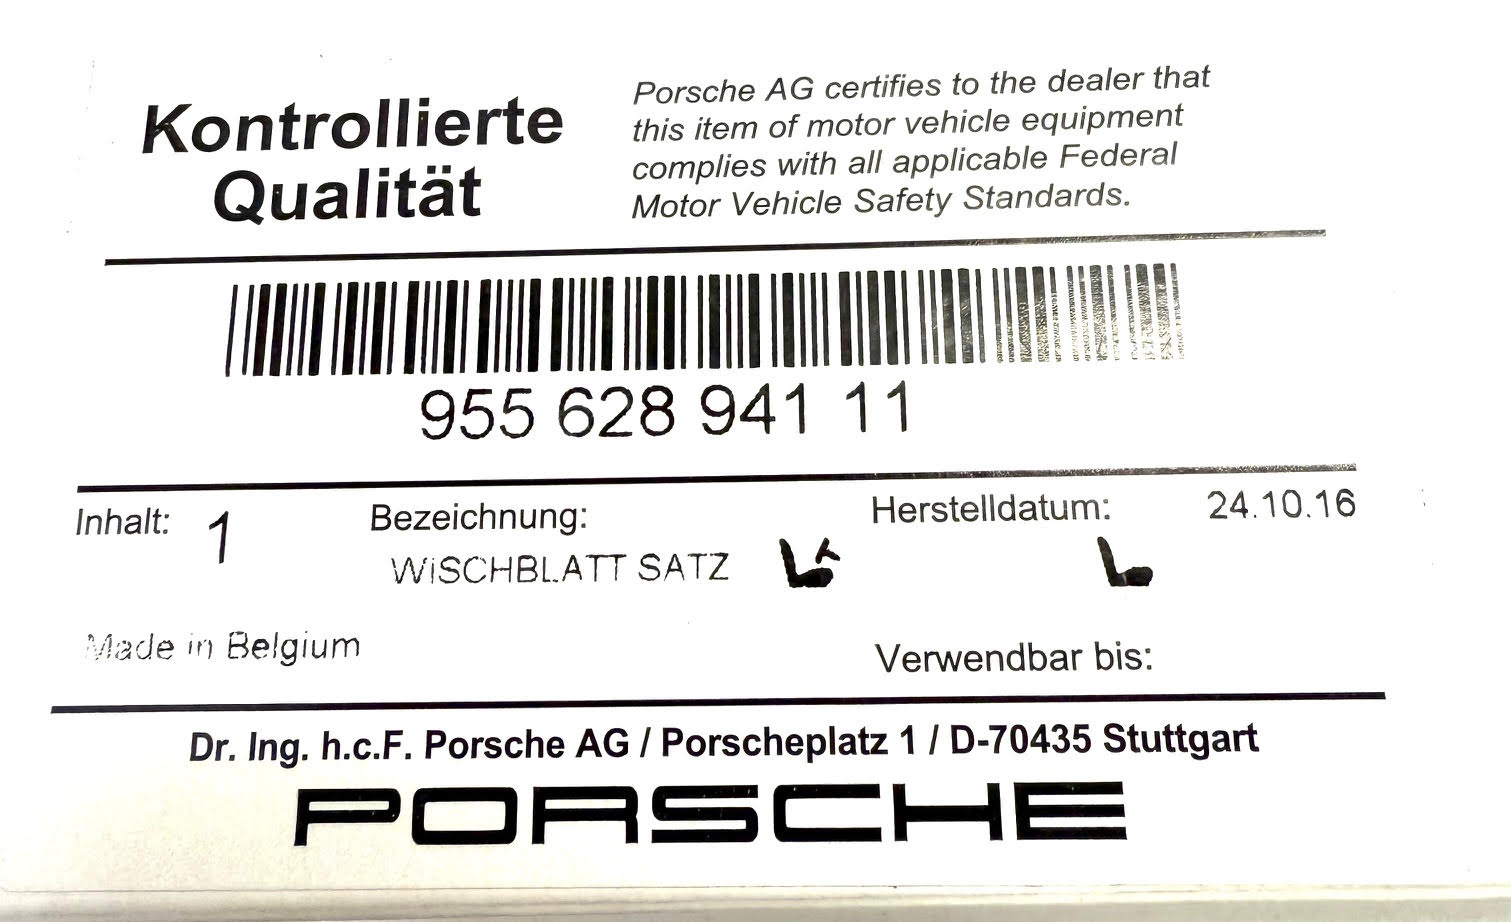 Kontrollierte
Qualität
Porsche AG certifies to the dealer that
this item of motor vehicle equipment
complies with all applicable Federal
Motor Vehicle Safety Standards.
955 628 941 11
Inhalt: 1
Bezeichnung:
WiSCHBLATT SATZ
Herstelldatum: 24.10.16
Made in Belgium
Verwendbar bis:
Dr. Ing. h.c.F. Porsche AG / Porscheplatz 1 / D-70435 Stuttgart
PORSCHE